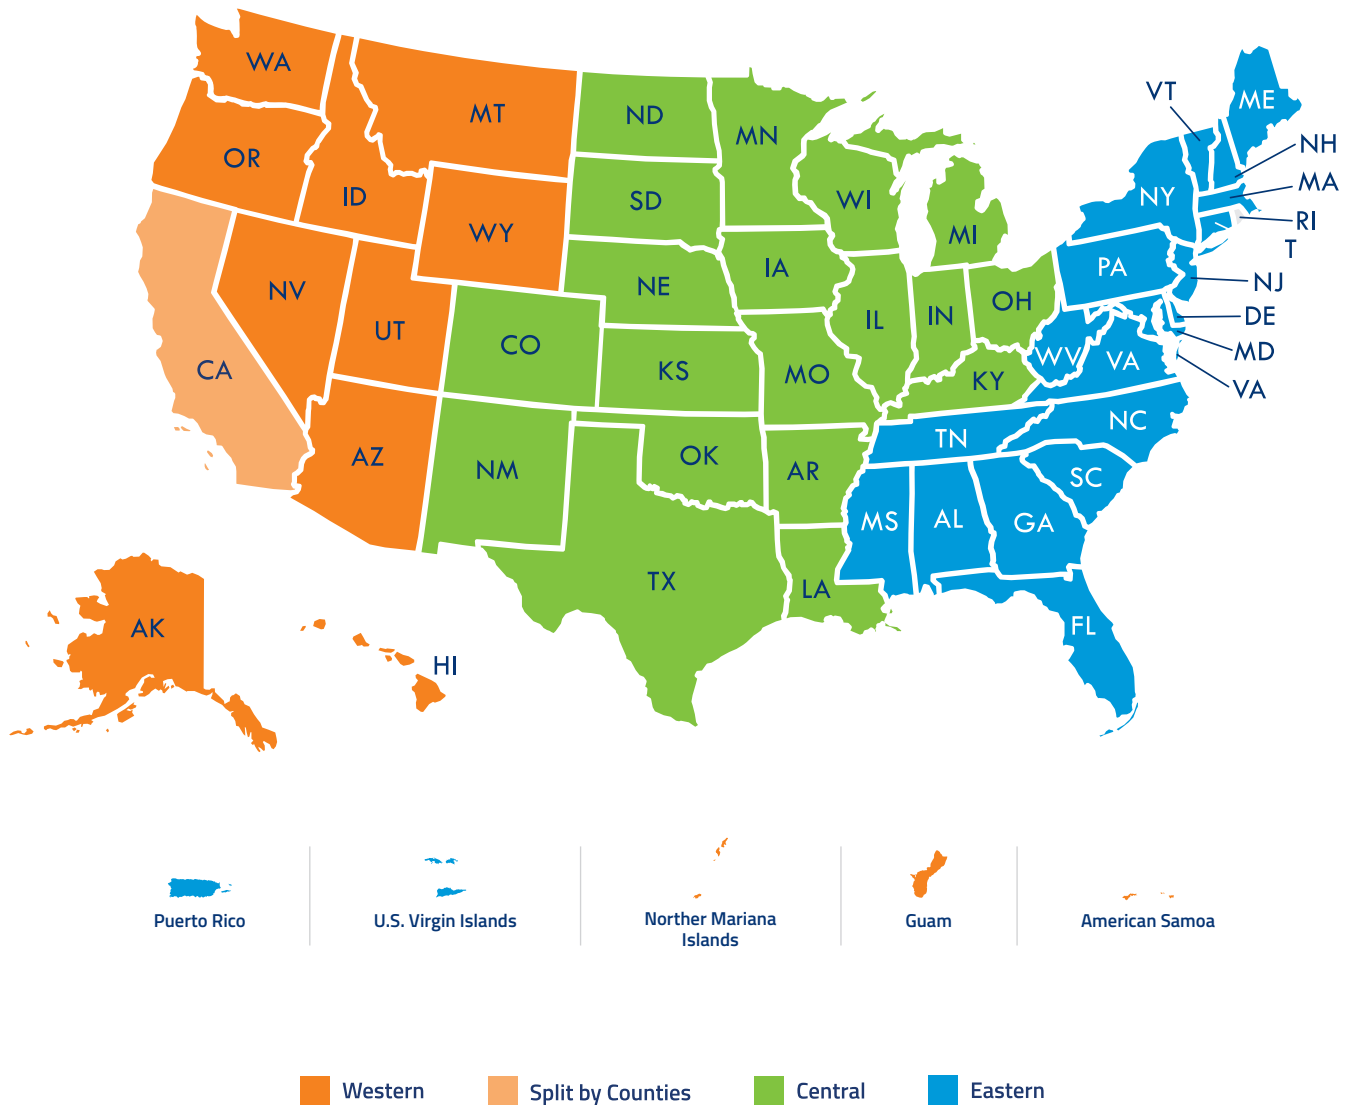 WA
MT
ND
MN
VT
ME
OR
ID
WY
SD
WI
MI
NY
NH
MA
RI
T
NV
UT
CO
NE
IA
IL
IN
OH
PA
NJ
DE
MD
VA
CA
KS
MO
KY
WV
VA
AZ
NM
OK
AR
TN
NC
SC
MS
AL
GA
TX
LA
FL
AK
HI
Puerto Rico
U.S. Virgin Islands
Norther Mariana
Islands
Guam
American Samoa
Western
Split by Counties
Central
Eastern